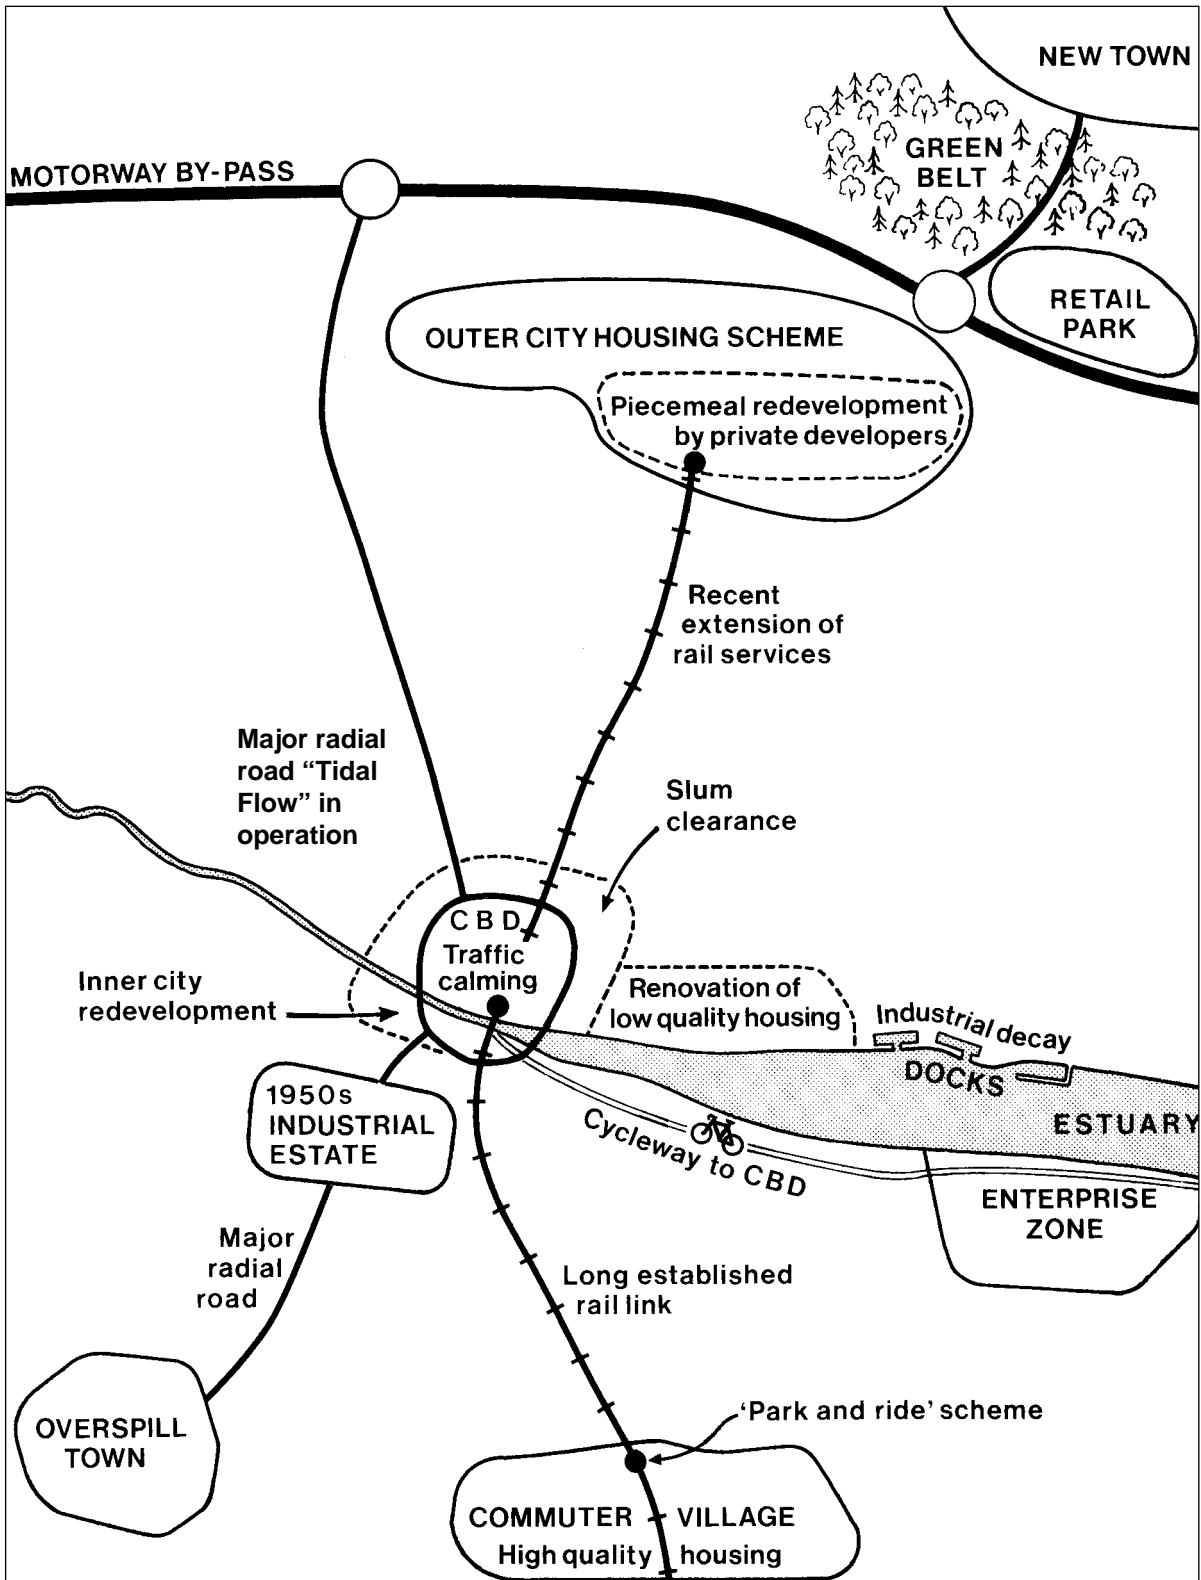 NEW TOWN
GREEN
BELT
MOTORWAY BY-PASS
RETAIL
PARK
OUTER CITY HOUSING SCHEME
Piecemeal redevelopment
by private developers
Recent
extension of
rail services
Major radial
road “Tidal
Flow” in
operation
Slum
clearance
CBD
Traffic
calming
Inner city
redevelopment
Renovation of
low quality housing
Industrial decay
DOCKS
ESTUARY
1950s
INDUSTRIAL
ESTATE
Cycleway to CBD
ENTERPRISE
ZONE
Major
radial
road
Long established
rail link
OVERSPILL
TOWN
‘Park and ride’ scheme
COMMUTER VILLAGE
High quality housing